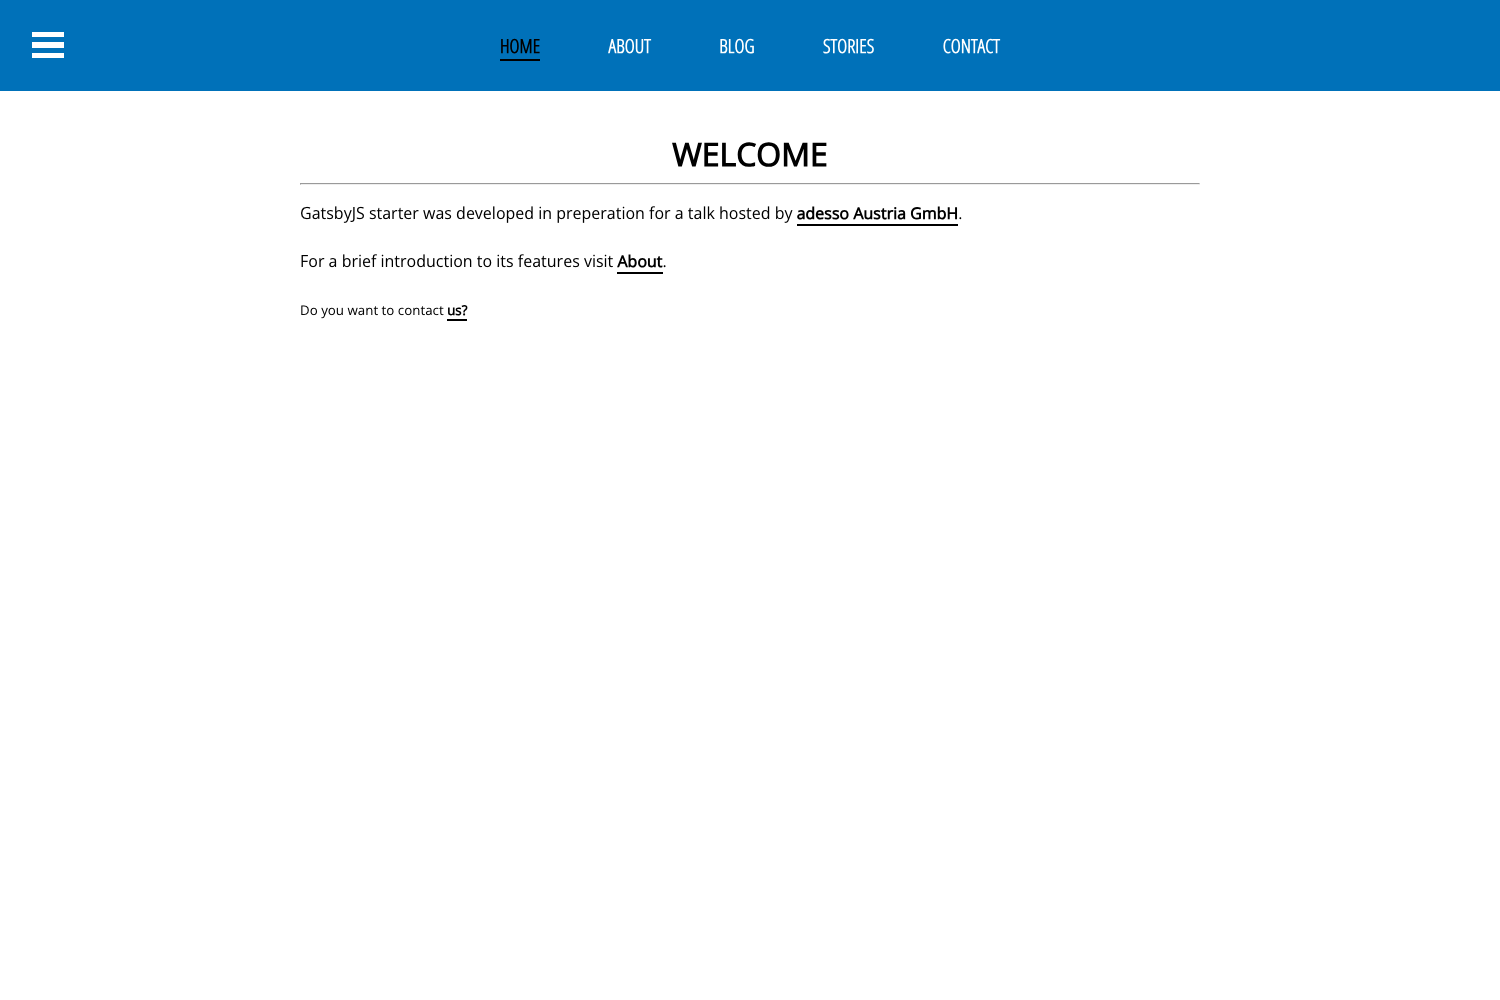 HOME ABOUT BLOG STORIES CONTACT
WELCOME
GatsbyJS starter was developed in preperation for a talk hosted by adesso Austria GmbH.
For a brief introduction to its features visit About.
Do you want to contact us?